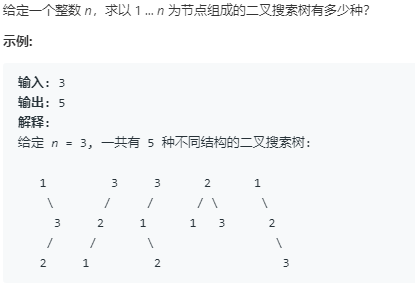 给定一个整数 n，求以 1 ... n 为节点组成的二叉搜索树有多少种？
示例:
输入: 3
输出: 5
解释:
给定 n = 3, 一共有 5 种不同结构的二叉搜索树:
   1         3     3      2      1
    \       /     /      / \      \
     3     2     1      1   3      2
    /     /       \                 \
   2     1         2                 3